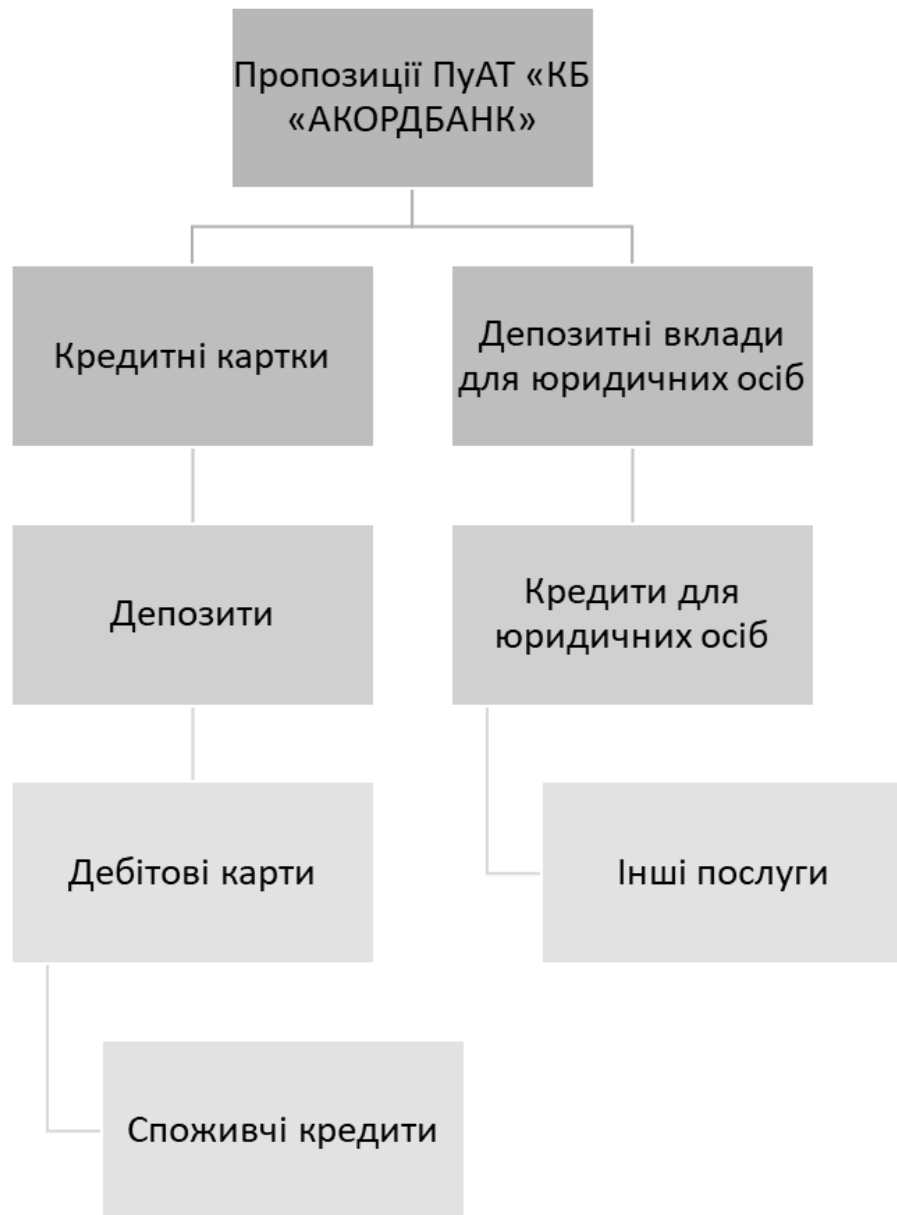 Пропозиції ПуАТ «КБ
«АКОРДБАНК»
Кредитні картки
Депозитні вклади
для юридичних осіб
Депозити
Кредити для
юридичних осіб
Дебітові карти
Інші послуги
Споживчі кредити